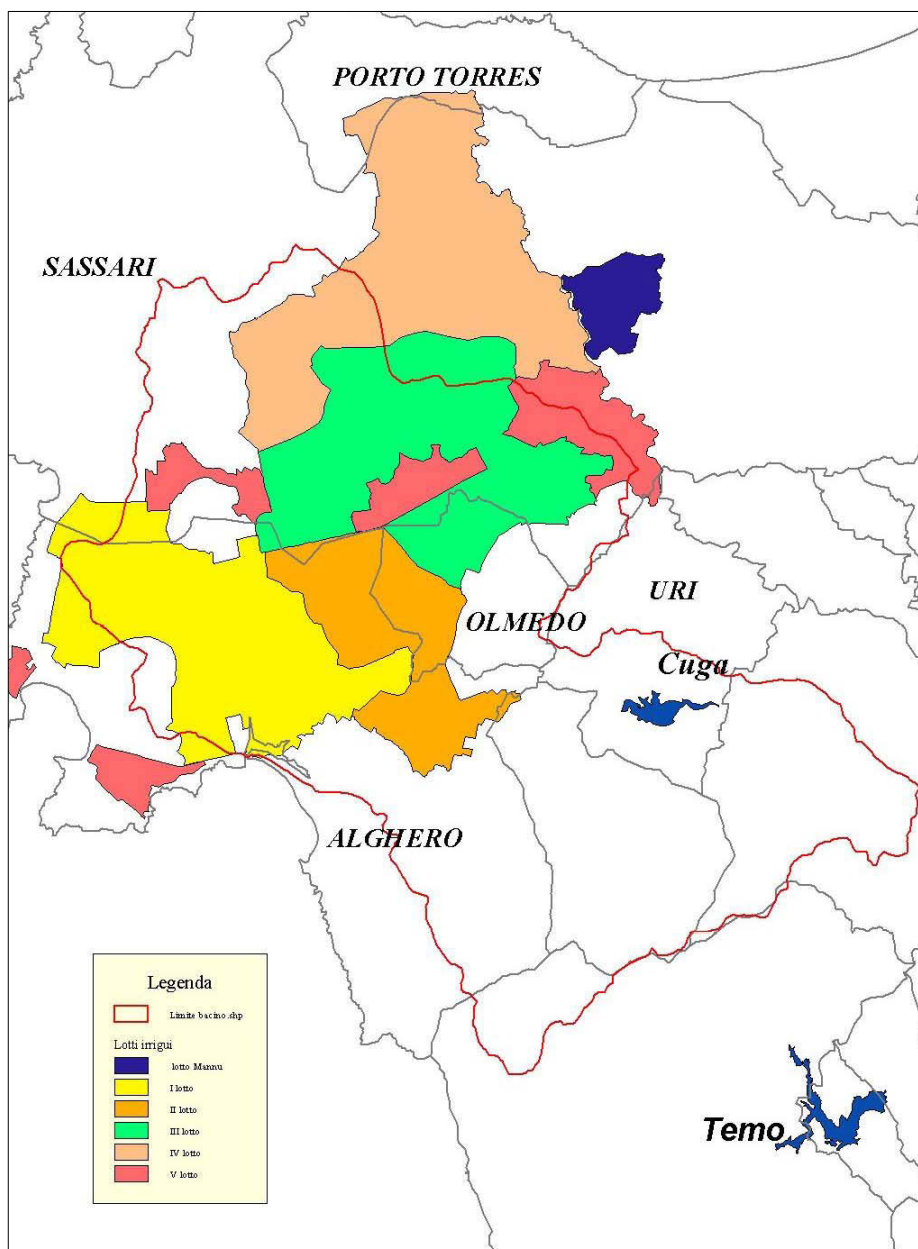 PORTO TORRES
SASSARI
URI
OLMEDO
Cuga
ALGHERO
Temo
Legenda
Limite bacino.shp
Lotti irrigui
lotto Mannu
I lotto
II lotto
III lotto
IV lotto
V lotto